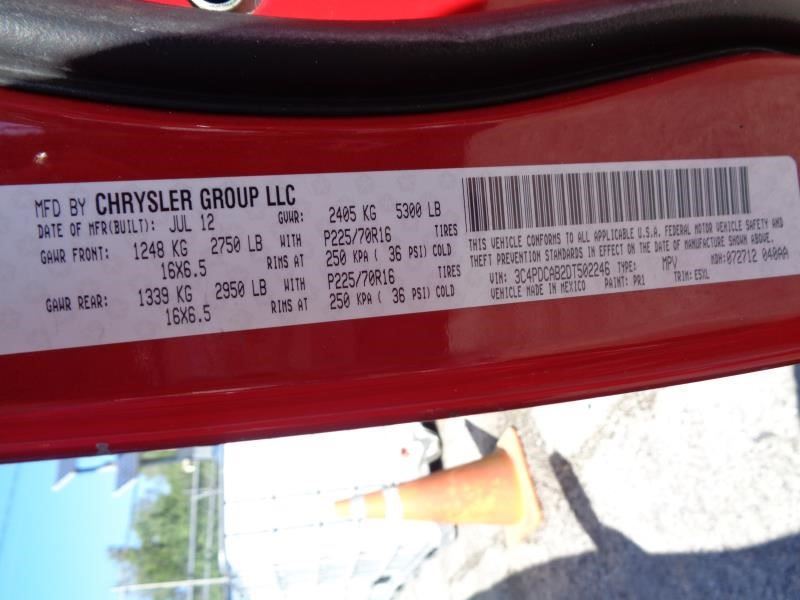 MFD BY CHRYSLER GROUP LLC
DATE OF MFR(BUILT): JUL 12 GVWR: 2405 KG 5300 LB
GAWR FRONT: 1248 KG 2750 LB WITH P225/70R16 TIRES
16X6.5 RIMS AT 250 KPA ( 36 PSI) COLD
GAWR REAR: 1339 KG 2950 LB WITH P225/70R16 TIRES
16X6.5 RIMS AT 250 KPA ( 36 PSI) COLD
THIS VEHICLE CONFORMS TO ALL APPLICABLE U.S.A. FEDERAL MOTOR VEHICLE SAFETY AND
THEFT PREVENTION STANDARDS IN EFFECT ON THE DATE OF MANUFACTURE SHOWN ABOVE.
VIN: 3C4PDCAB2DT502246 TYPE: MPV MDH: 072712 040AA
VEHICLE MADE IN MEXICO PAINT: PR1 TRIM: E5XL